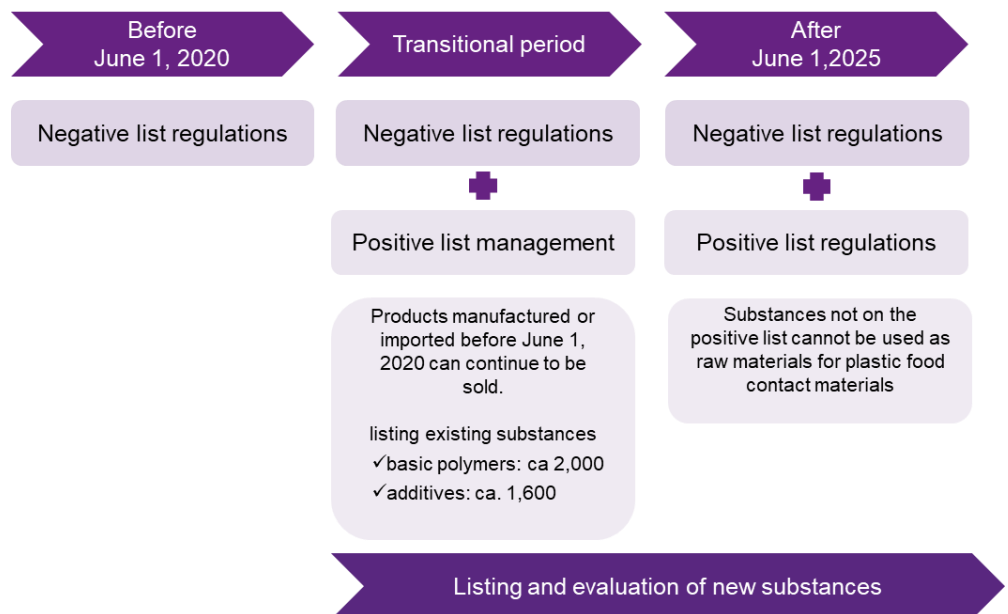 Before
June 1, 2020
Transitional period
After
June 1,2025
Negative list regulations
Negative list regulations
Negative list regulations
Positive list management
Positive list regulations
Products manufactured or
imported before June 1,
2020 can continue to be
sold.
listing existing substances
✓basic polymers: ca 2,000
✓additives: ca. 1,600
Substances not on the
positive list cannot be used as
raw materials for plastic food
contact materials
Listing and evaluation of new substances